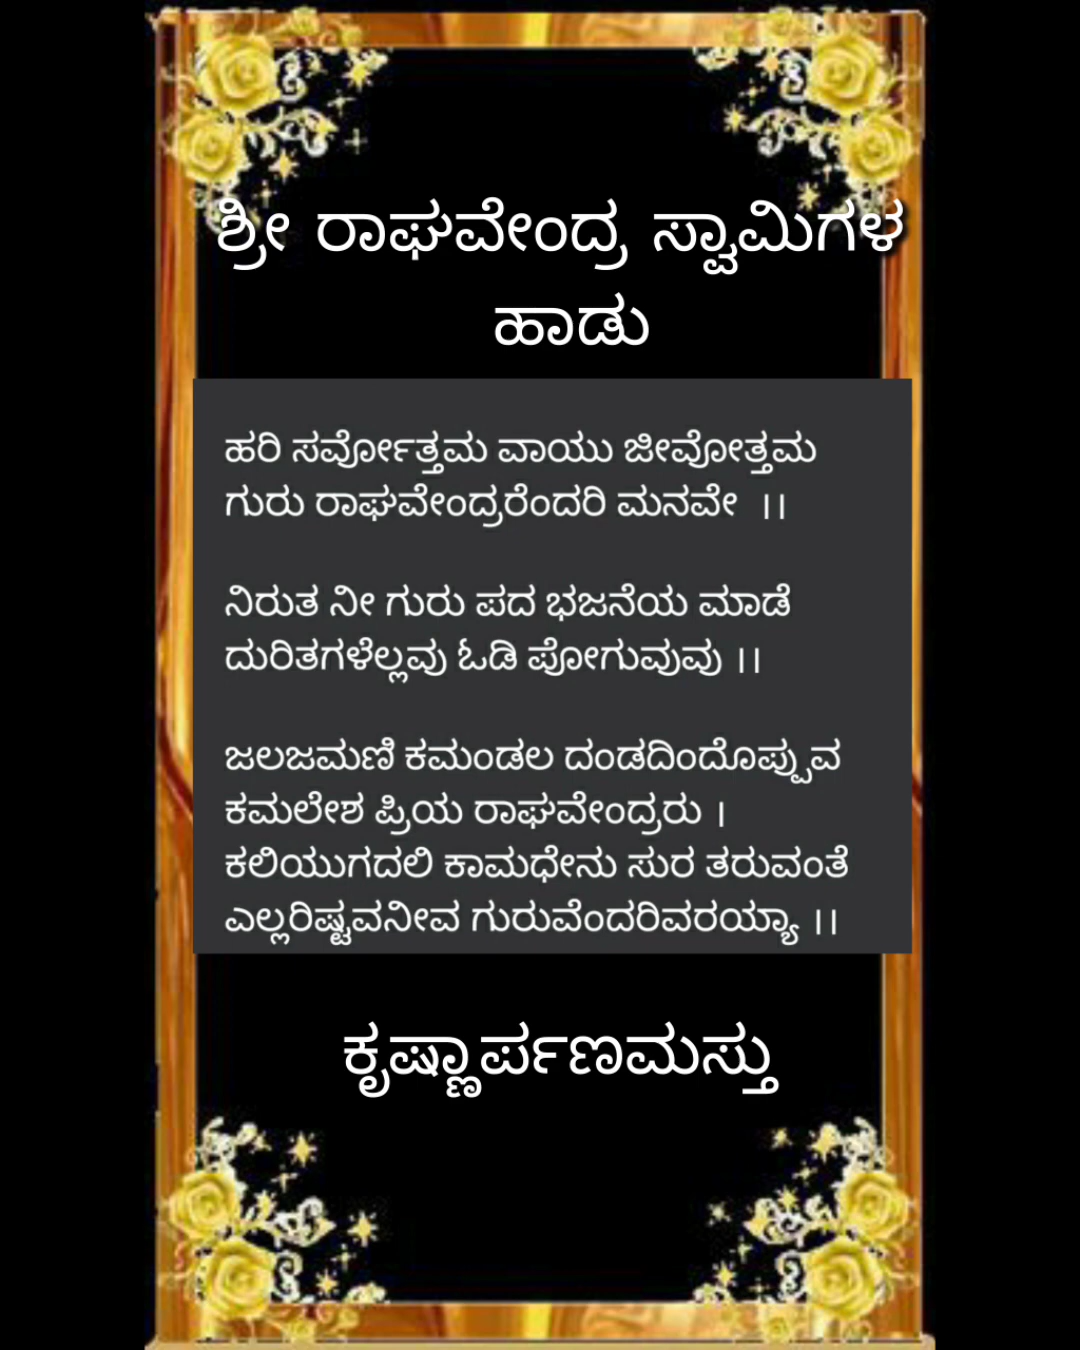 ಶ್ರೀ ರಾಘವೇಂದ್ರ ಸ್ವಾಮಿಗಳ
ಹಾಡು
ಹರಿ ಸರ್ವೋತ್ತಮ ವಾಯು ಜೀವೋತ್ತಮ
ಗುರು ರಾಘವೇಂದ್ರರೆಂದರಿ ಮನವೇ ।।
ನಿರುತ ನೀ ಗುರು ಪದ ಭಜನೆಯ ಮಾಡೆ
ದುರಿತಗಳೆಲ್ಲವು ಓಡಿ ಪೋಗುವುವು ।।
ಜಲಜಮಣಿ ಕಮಂಡಲ ದಂಡದಿಂದೊಪ್ಪುವ
ಕಮಲೇಶ ಪ್ರಿಯ ರಾಘವೇಂದ್ರರು ।
ಕಲಿಯುಗದಲಿ ಕಾಮಧೇನು ಸುರ ತರುವಂತೆ
ಎಲ್ಲರಿಷ್ಟವನೀವ ಗುರುವೆಂದರಿವರಯ್ಯಾ ।।
ಕೃಷ್ಣಾರ್ಪಣಮಸ್ತು